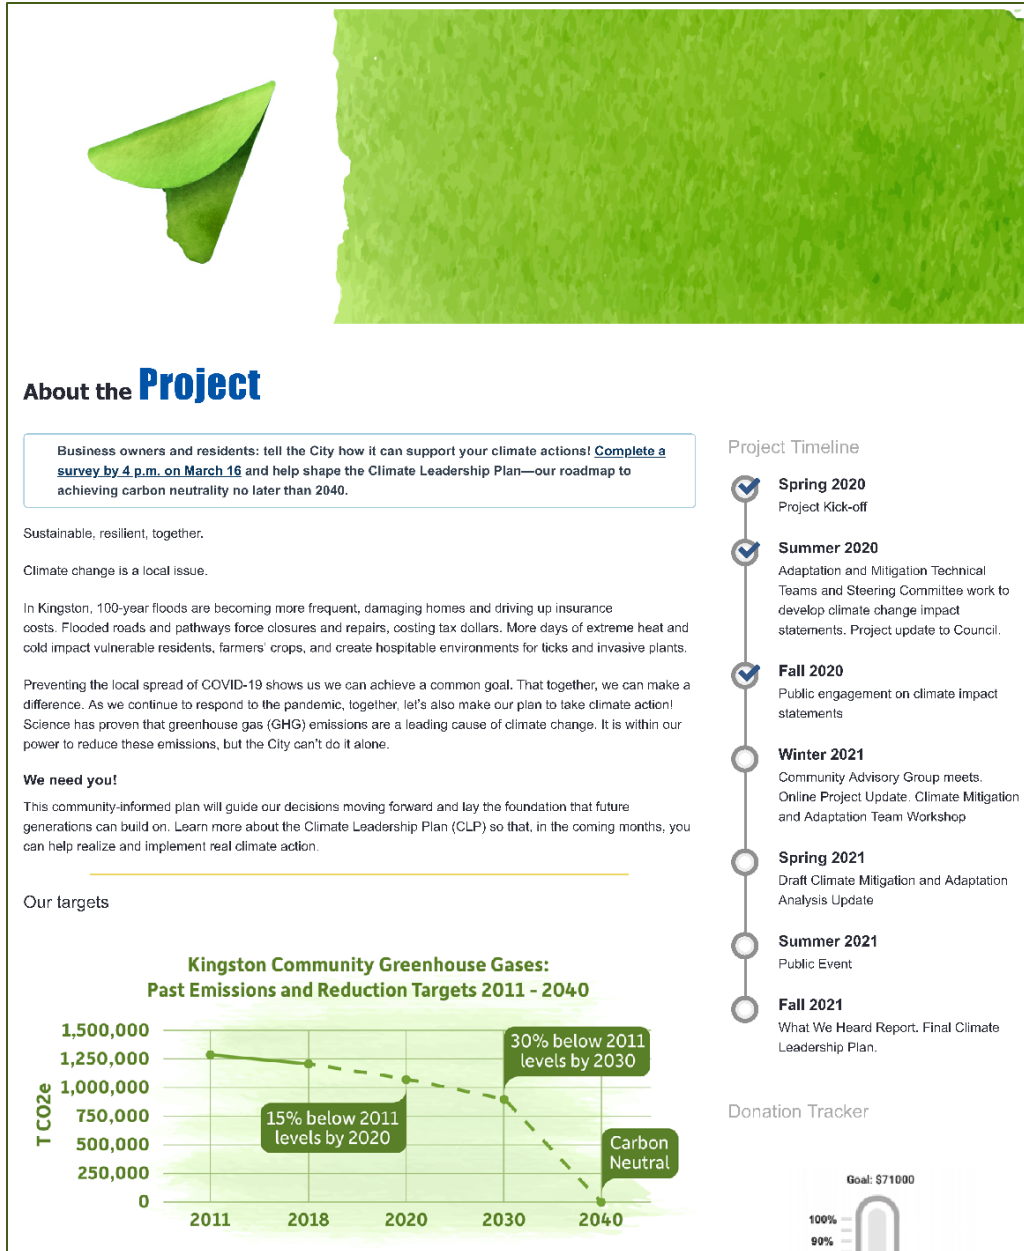 About the Project
Business owners and residents: tell the City how it can support your climate actions! Complete a
survey by 4 p.m. on March 16 and help shape the Climate Leadership Plan—our roadmap to
achieving carbon neutrality no later than 2040.
Sustainable, resilient, together.
Climate change is a local issue.
In Kingston, 100-year floods are becoming more frequent, damaging homes and driving up insurance
costs. Flooded roads and pathways force closures and repairs, costing tax dollars. More days of extreme heat and
cold impact vulnerable residents, farmers' crops, and create hospitable environments for ticks and invasive plants.
Preventing the local spread of COVID-19 shows us we can achieve a common goal. That together, we can make a
difference. As we continue to respond to the pandemic, together, let's also make our plan to take climate action!
Science has proven that greenhouse gas (GHG) emissions are a leading cause of climate change. It is within our
power to reduce these emissions, but the City can't do it alone.
We need you!
This community-informed plan will guide our decisions moving forward and lay the foundation that future
generations can build on. Learn more about the Climate Leadership Plan (CLP) so that, in the coming months, you
can help realize and implement real climate action.
Our targets
Kingston Community Greenhouse Gases:
Past Emissions and Reduction Targets 2011 - 2040
T CO2e
1,500,000
1,250,000
1,000,000
750,000
500,000
250,000
0
30% below 2011
levels by 2030
15% below 2011
levels by 2020
Carbon
Neutral
2011 2018 2020 2030 2040
Project Timeline
Spring 2020
Project Kick-off
Summer 2020
Adaptation and Mitigation Technical
Teams and Steering Committee work to
develop climate change impact
statements. Project update to Council.
Fall 2020
Public engagement on climate impact
statements
Winter 2021
Community Advisory Group meets.
Online Project Update. Climate Mitigation
and Adaptation Team Workshop
Spring 2021
Draft Climate Mitigation and Adaptation
Analysis Update
Summer 2021
Public Event
Fall 2021
What We Heard Report. Final Climate
Leadership Plan.
Donation Tracker
Goal: $71000
100%
90%